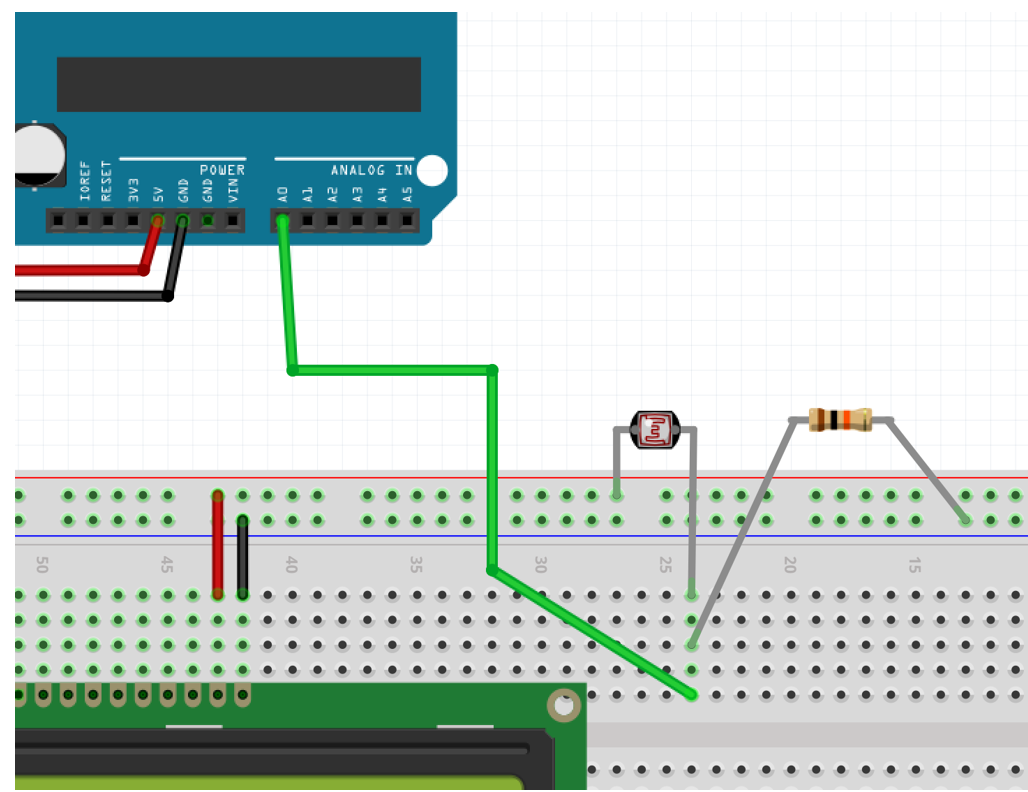 POWER
ANALOG IN
IOREF
RESET
3V3
5V
GND
GND
VIN
A0
A1
A2
A3
A4
A5
50
45
40
35
30
25
20
15